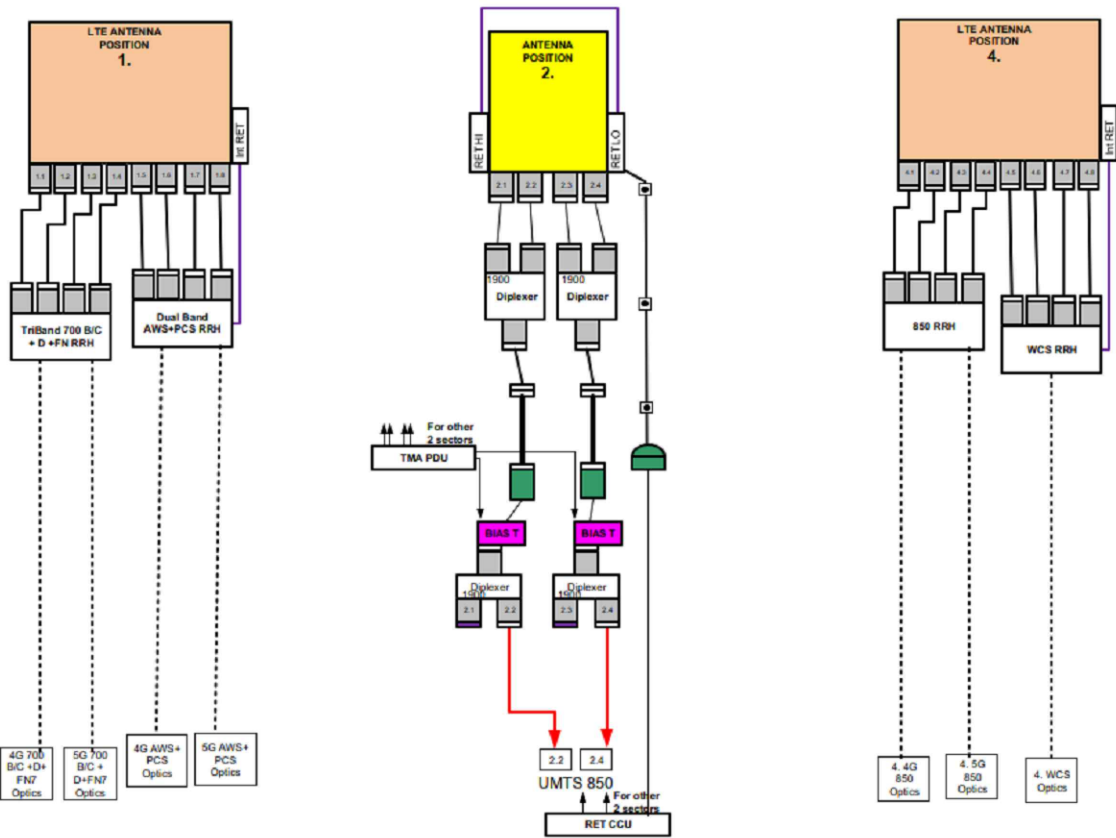 LTE ANTENNA
POSITION
1.
Int RET
1.1
1.2
1.3
1.4
1.5
1.6
1.7
1.8
TriBand 700 B/C
+ D +FN RRH
Dual Band
AWS+PCS RRH
4G 700
B/C +D+
FN7
Optics
5G 700
B/C +
D+FN7
Optics
4G AWS+
PCS
Optics
5G AWS+
PCS
Optics
ANTENNA
POSITION
2.
RET HI
RET LO
2.1
2.2
2.3
2.4
1900
Diplexer
1900
Diplexer
For other
2 sectors
TMA PDU
BIAS T
BIAS T
Diplexer
1900
2.1
2.2
Diplexer
1900
2.3
2.4
2.2
2.4
UMTS 850
For other
2 sectors
RET CCU
LTE ANTENNA
POSITION
4.
Int RET
4.1
4.2
4.3
4.4
4.5
4.6
4.7
4.8
850 RRH
WCS RRH
4. 4G
850
Optics
4. 5G
850
Optics
4. WCS
Optics